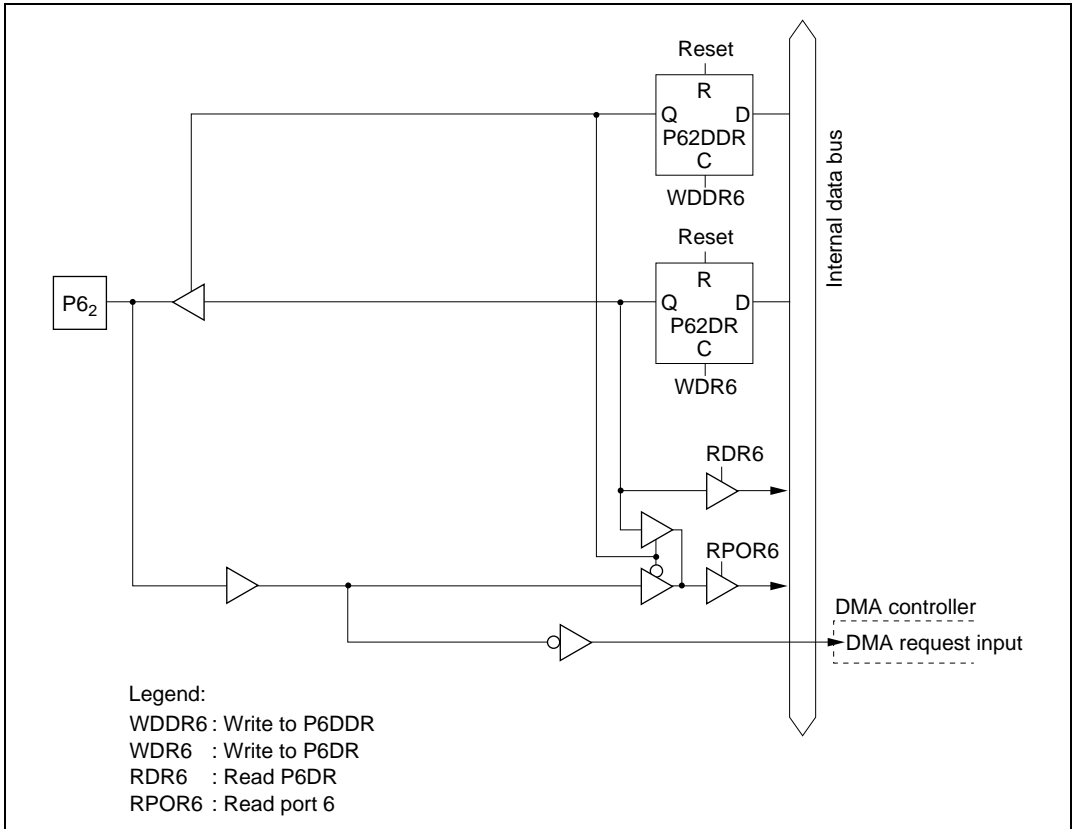 Reset
R
Q D
P62DDR
C
WDDR6
Reset
R
Q D
P62DR
C
WDR6
Internal data bus
P6₂
RDR6
RPOR6
DMA controller
DMA request input
Legend:
WDDR6 : Write to P6DDR
WDR6 : Write to P6DR
RDR6 : Read P6DR
RPOR6 : Read port 6